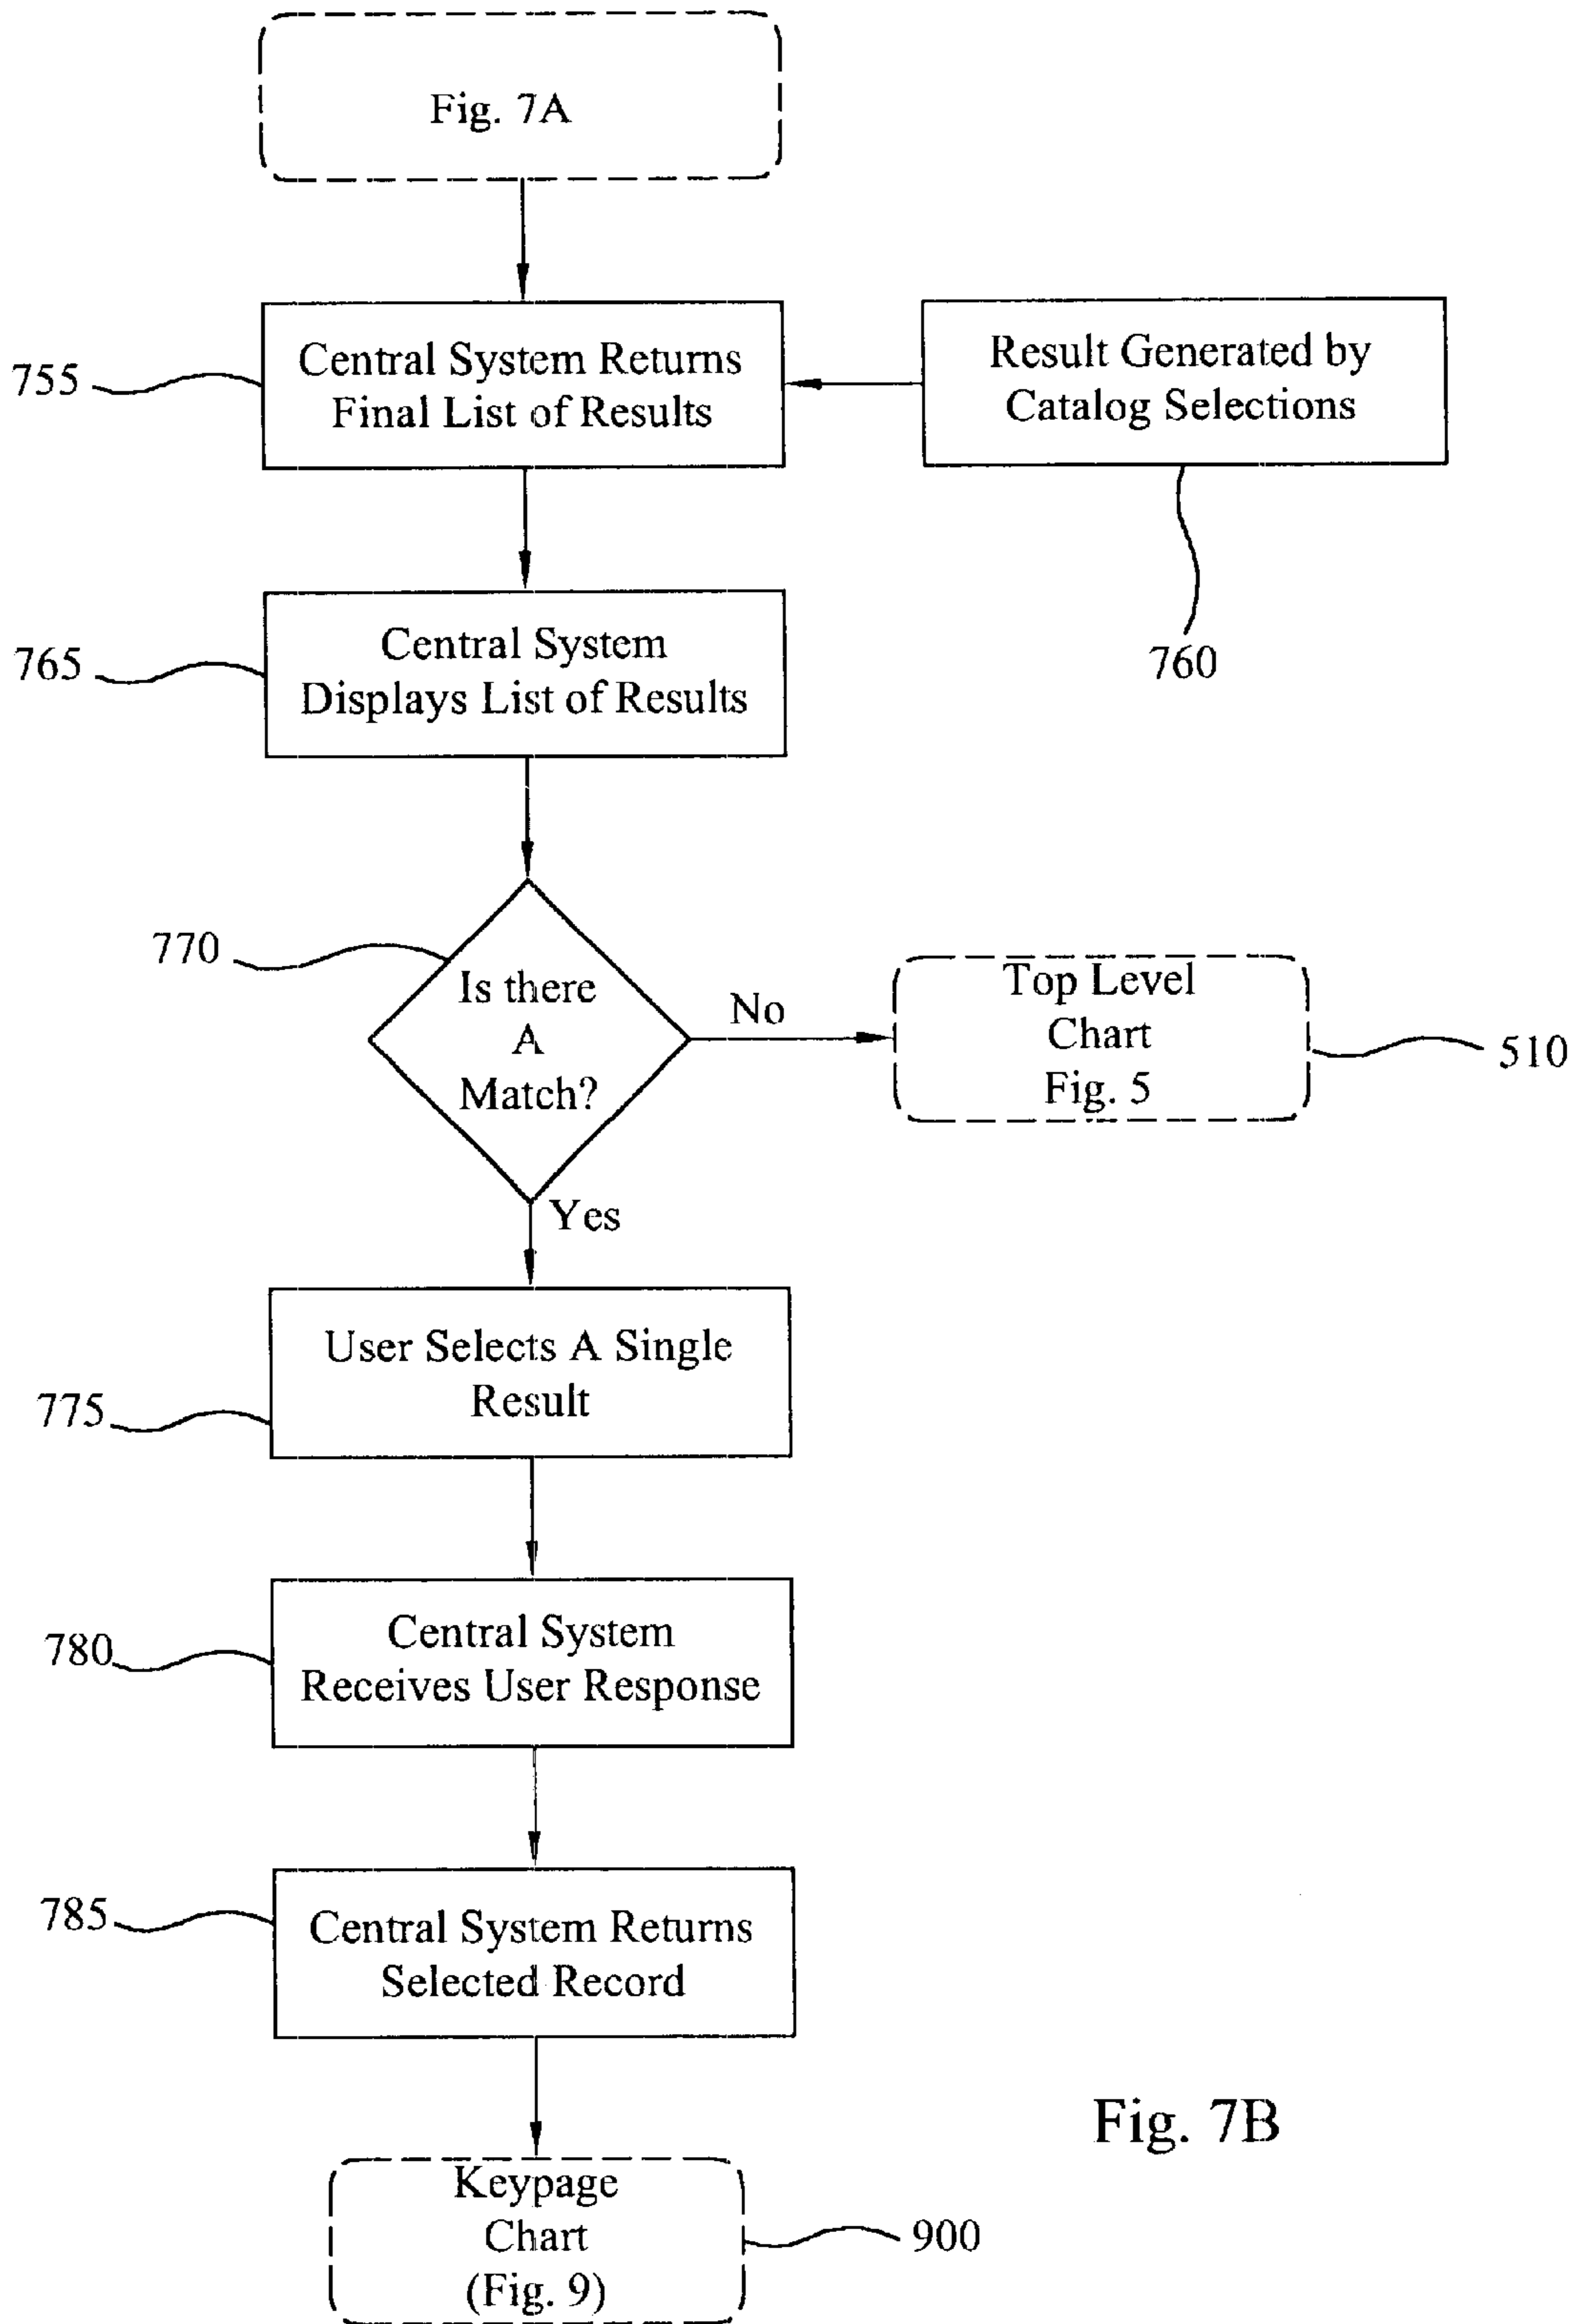 Fig. 7A
755
Central System Returns
Final List of Results
Result Generated by
Catalog Selections
760
765
Central System
Displays List of Results
770
Is there
A
Match?
No
Top Level
Chart
Fig. 5
510
Yes
775
User Selects A Single
Result
780
Central System
Receives User Response
785
Central System Returns
Selected Record
Keypage
Chart
(Fig. 9)
900
Fig. 7B